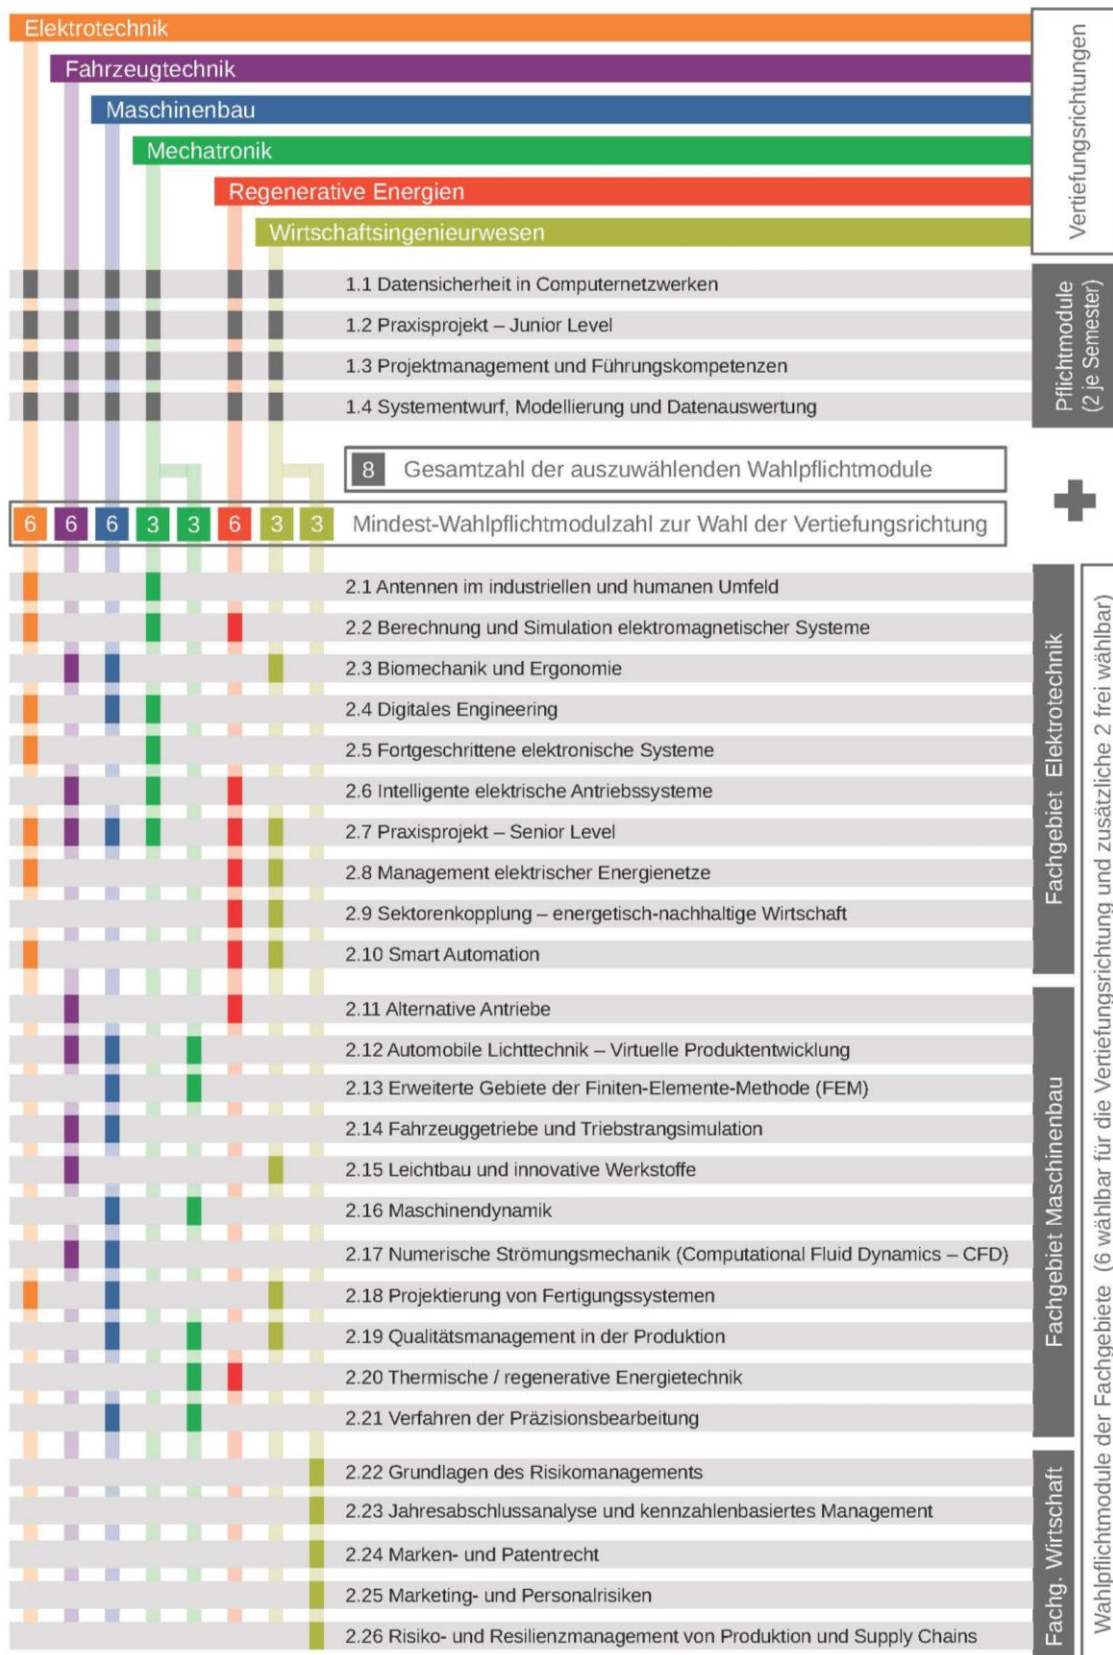 Elektrotechnik
Fahrzeugtechnik
Maschinenbau
Mechatronik
Regenerative Energien
Wirtschaftsingenieurwesen
Vertiefungsrichtungen
1.1 Datensicherheit in Computernetzwerken
1.2 Praxisprojekt – Junior Level
1.3 Projektmanagement und Führungskompetenzen
1.4 Systementwurf, Modellierung und Datenauswertung
Pflichtmodule
(2 je Semester)
8 Gesamtzahl der auszuwählenden Wahlpflichtmodule
6 6 6 3 3 6 3 3 Mindest-Wahlpflichtmodulzahl zur Wahl der Vertiefungsrichtung
2.1 Antennen im industriellen und humanen Umfeld
2.2 Berechnung und Simulation elektromagnetischer Systeme
2.3 Biomechanik und Ergonomie
2.4 Digitales Engineering
2.5 Fortgeschrittene elektronische Systeme
2.6 Intelligente elektrische Antriebssysteme
2.7 Praxisprojekt – Senior Level
2.8 Management elektrischer Energienetze
2.9 Sektorenkopplung – energetisch-nachhaltige Wirtschaft
2.10 Smart Automation
Fachgebiet Elektrotechnik
2.11 Alternative Antriebe
2.12 Automobile Lichttechnik – Virtuelle Produktentwicklung
2.13 Erweiterte Gebiete der Finiten-Elemente-Methode (FEM)
2.14 Fahrzeuggetriebe und Triebstrangsimulation
2.15 Leichtbau und innovative Werkstoffe
2.16 Maschinendynamik
2.17 Numerische Strömungsmechanik (Computational Fluid Dynamics – CFD)
2.18 Projektierung von Fertigungssystemen
2.19 Qualitätsmanagement in der Produktion
2.20 Thermische / regenerative Energietechnik
2.21 Verfahren der Präzisionsbearbeitung
Fachgebiet Maschinenbau
2.22 Grundlagen des Risikomanagements
2.23 Jahresabschlussanalyse und kennzahlenbasiertes Management
2.24 Marken- und Patentrecht
2.25 Marketing- und Personalrisiken
2.26 Risiko- und Resilienzmanagement von Produktion und Supply Chains
Fachg. Wirtschaft
Wahlpflichtmodule der Fachgebiete (6 wählbar für die Vertiefungsrichtung und zusätzliche 2 frei wählbar)